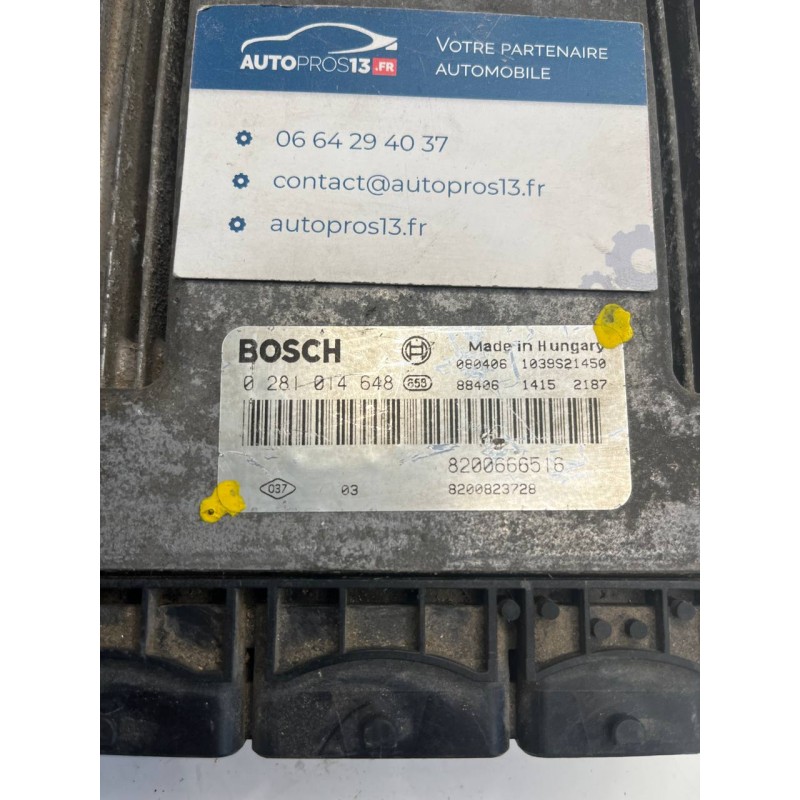 AUTOPROS13.FR
VOTRE PARTENAIRE
AUTOMOBILE
06 64 29 40 37
contact@autopros13.fr
autopros13.fr
BOSCH
Made in Hungary
080406 1039S21450
0 281 014 648
88406 1415 2187
8200666516
037 03 8200823728